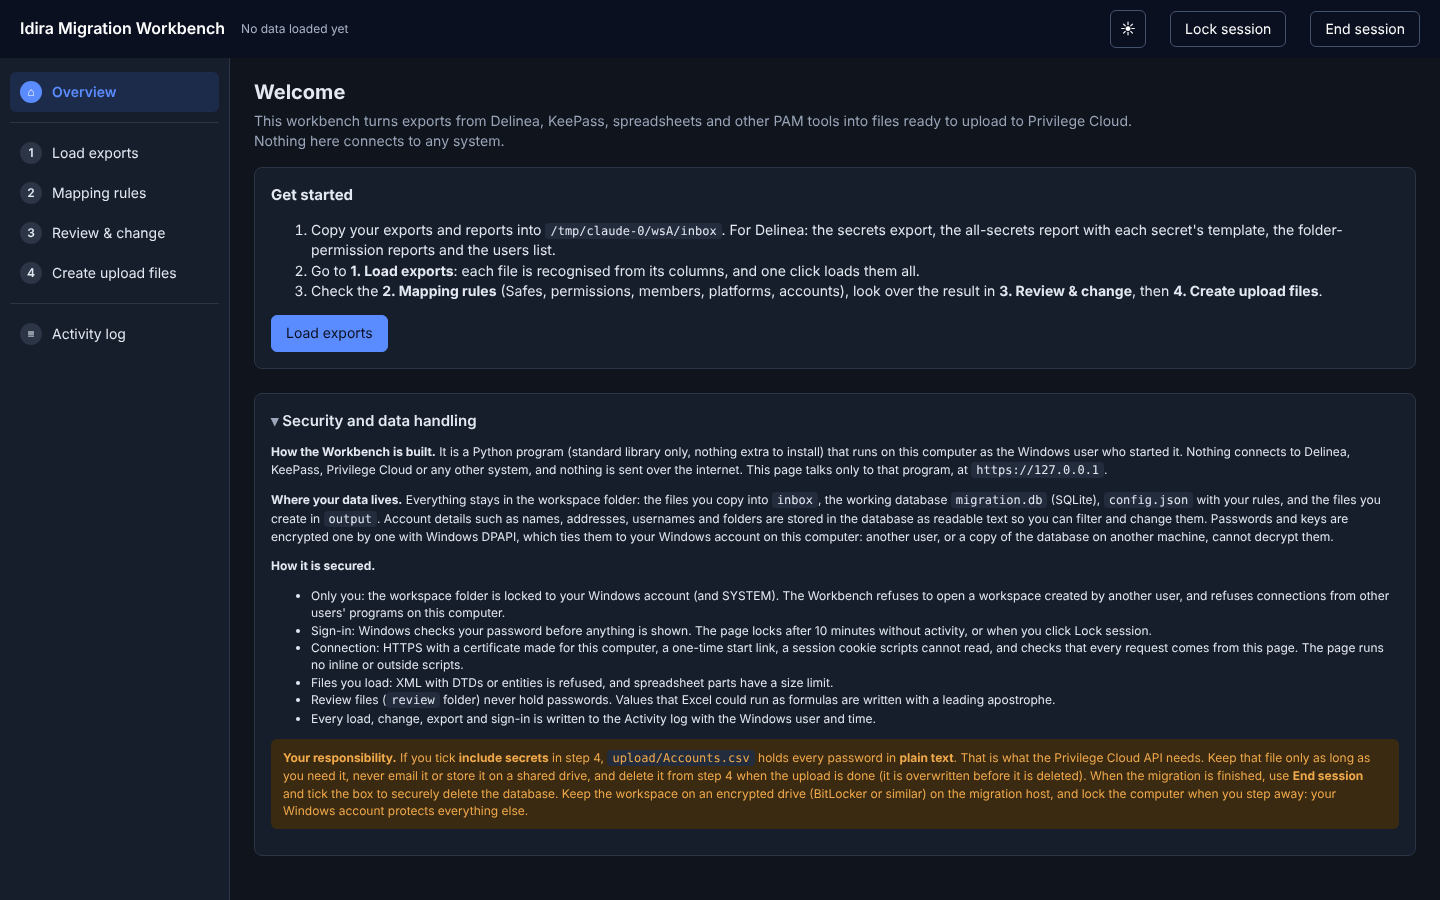 Idira Migration Workbench
No data loaded yet
Lock session
End session
Overview
1 Load exports
2 Mapping rules
3 Review & change
4 Create upload files
Activity log
Welcome
This workbench turns exports from Delinea, KeePass, spreadsheets and other PAM tools into files ready to upload to Privilege Cloud.
Nothing here connects to any system.
Get started
1. Copy your exports and reports into /tmp/claude-0/wsA/inbox. For Delinea: the secrets export, the all-secrets report with each secret's template, the folder-
permission reports and the users list.
2. Go to 1. Load exports: each file is recognised from its columns, and one click loads them all.
3. Check the 2. Mapping rules (Safes, permissions, members, platforms, accounts), look over the result in 3. Review & change, then 4. Create upload files.
Load exports
▼ Security and data handling
How the Workbench is built. It is a Python program (standard library only, nothing extra to install) that runs on this computer as the Windows user who started it. Nothing connects to Delinea,
KeePass, Privilege Cloud or any other system, and nothing is sent over the internet. This page talks only to that program, at https://127.0.0.1.
Where your data lives. Everything stays in the workspace folder: the files you copy into inbox, the working database migration.db (SQLite), config.json with your rules, and the files you
create in output. Account details such as names, addresses, usernames and folders are stored in the database as readable text so you can filter and change them. Passwords and keys are
encrypted one by one with Windows DPAPI, which ties them to your Windows account on this computer: another user, or a copy of the database on another machine, cannot decrypt them.
How it is secured.
• Only you: the workspace folder is locked to your Windows account (and SYSTEM). The Workbench refuses to open a workspace created by another user, and refuses connections from other
users' programs on this computer.
• Sign-in: Windows checks your password before anything is shown. The page locks after 10 minutes without activity, or when you click Lock session.
• Connection: HTTPS with a certificate made for this computer, a one-time start link, a session cookie scripts cannot read, and checks that every request comes from this page. The page runs
no inline or outside scripts.
• Files you load: XML with DTDs or entities is refused, and spreadsheet parts have a size limit.
• Review files (review folder) never hold passwords. Values that Excel could run as formulas are written with a leading apostrophe.
• Every load, change, export and sign-in is written to the Activity log with the Windows user and time.
Your responsibility. If you tick include secrets in step 4, upload/Accounts.csv holds every password in plain text. That is what the Privilege Cloud API needs. Keep that file only as long as
you need it, never email it or store it on a shared drive, and delete it from step 4 when the upload is done (it is overwritten before it is deleted). When the migration is finished, use End session
and tick the box to securely delete the database. Keep the workspace on an encrypted drive (BitLocker or similar) on the migration host, and lock the computer when you step away: your
Windows account protects everything else.